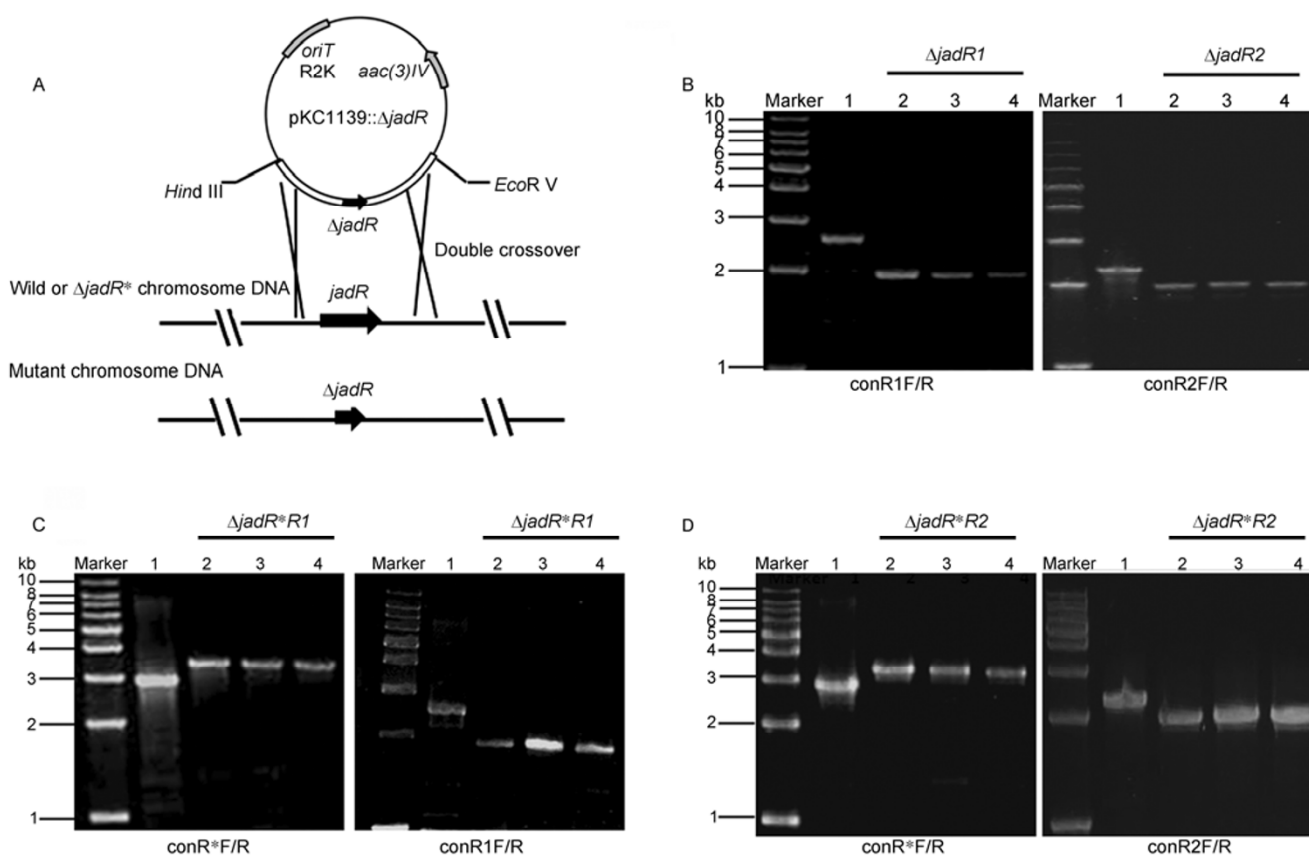 A
oriT
R2K
aac(3)IV
pKC1139::ΔjadR
Hind III
EcoR V
ΔjadR
Double crossover
Wild or ΔjadR* chromosome DNA
jadR
Mutant chromosome DNA
ΔjadR
B
ΔjadR1
ΔjadR2
kb
Marker 1 2 3 4
Marker 1 2 3 4
10
8
7
6
5
4
3
2
1
conR1F/R
conR2F/R
C
ΔjadR*R1
ΔjadR*R1
kb
Marker 1 2 3 4
Marker 1 2 3 4
10
8
7
6
5
4
3
2
1
conR*F/R
conR1F/R
D
ΔjadR*R2
ΔjadR*R2
kb
Marker 1 2 3 4
Marker 1 2 3 4
Marker 1 2 3 4
10
8
7
6
5
4
3
2
1
conR*F/R
conR2F/R